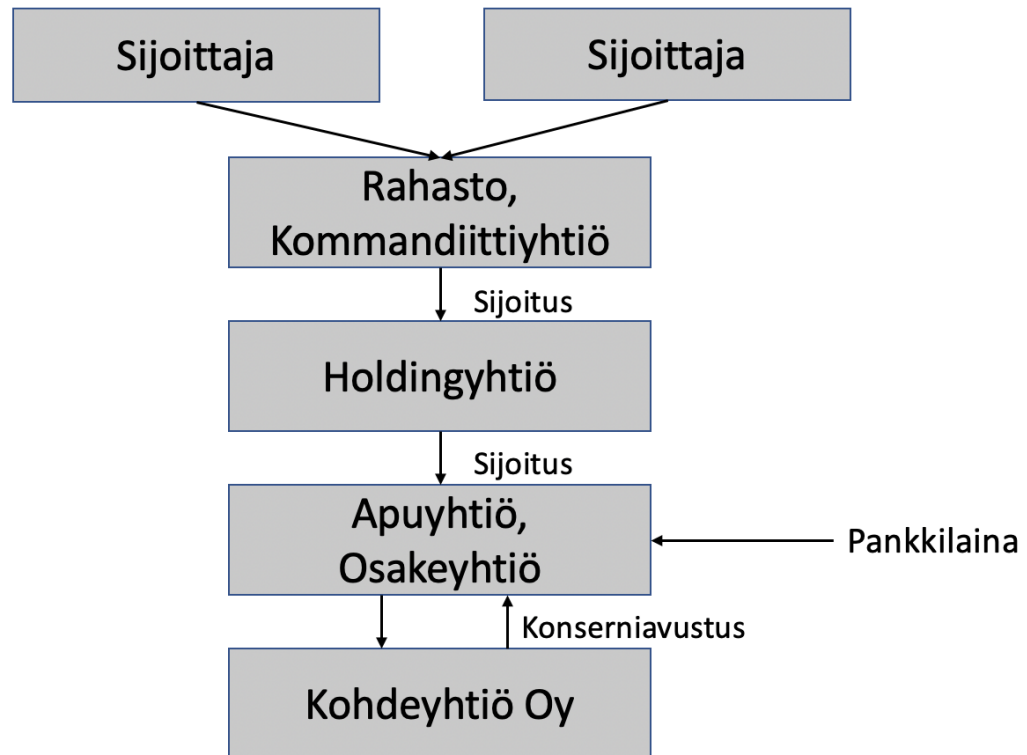 Sijoittaja
Sijoittaja
Rahasto,
Kommandiittiyhtiö
Sijoitus
Holdingyhtiö
Sijoitus
Apuyhtiö,
Osakeyhtiö
Pankkilaina
Konserniavustus
Kohdeyhtiö Oy